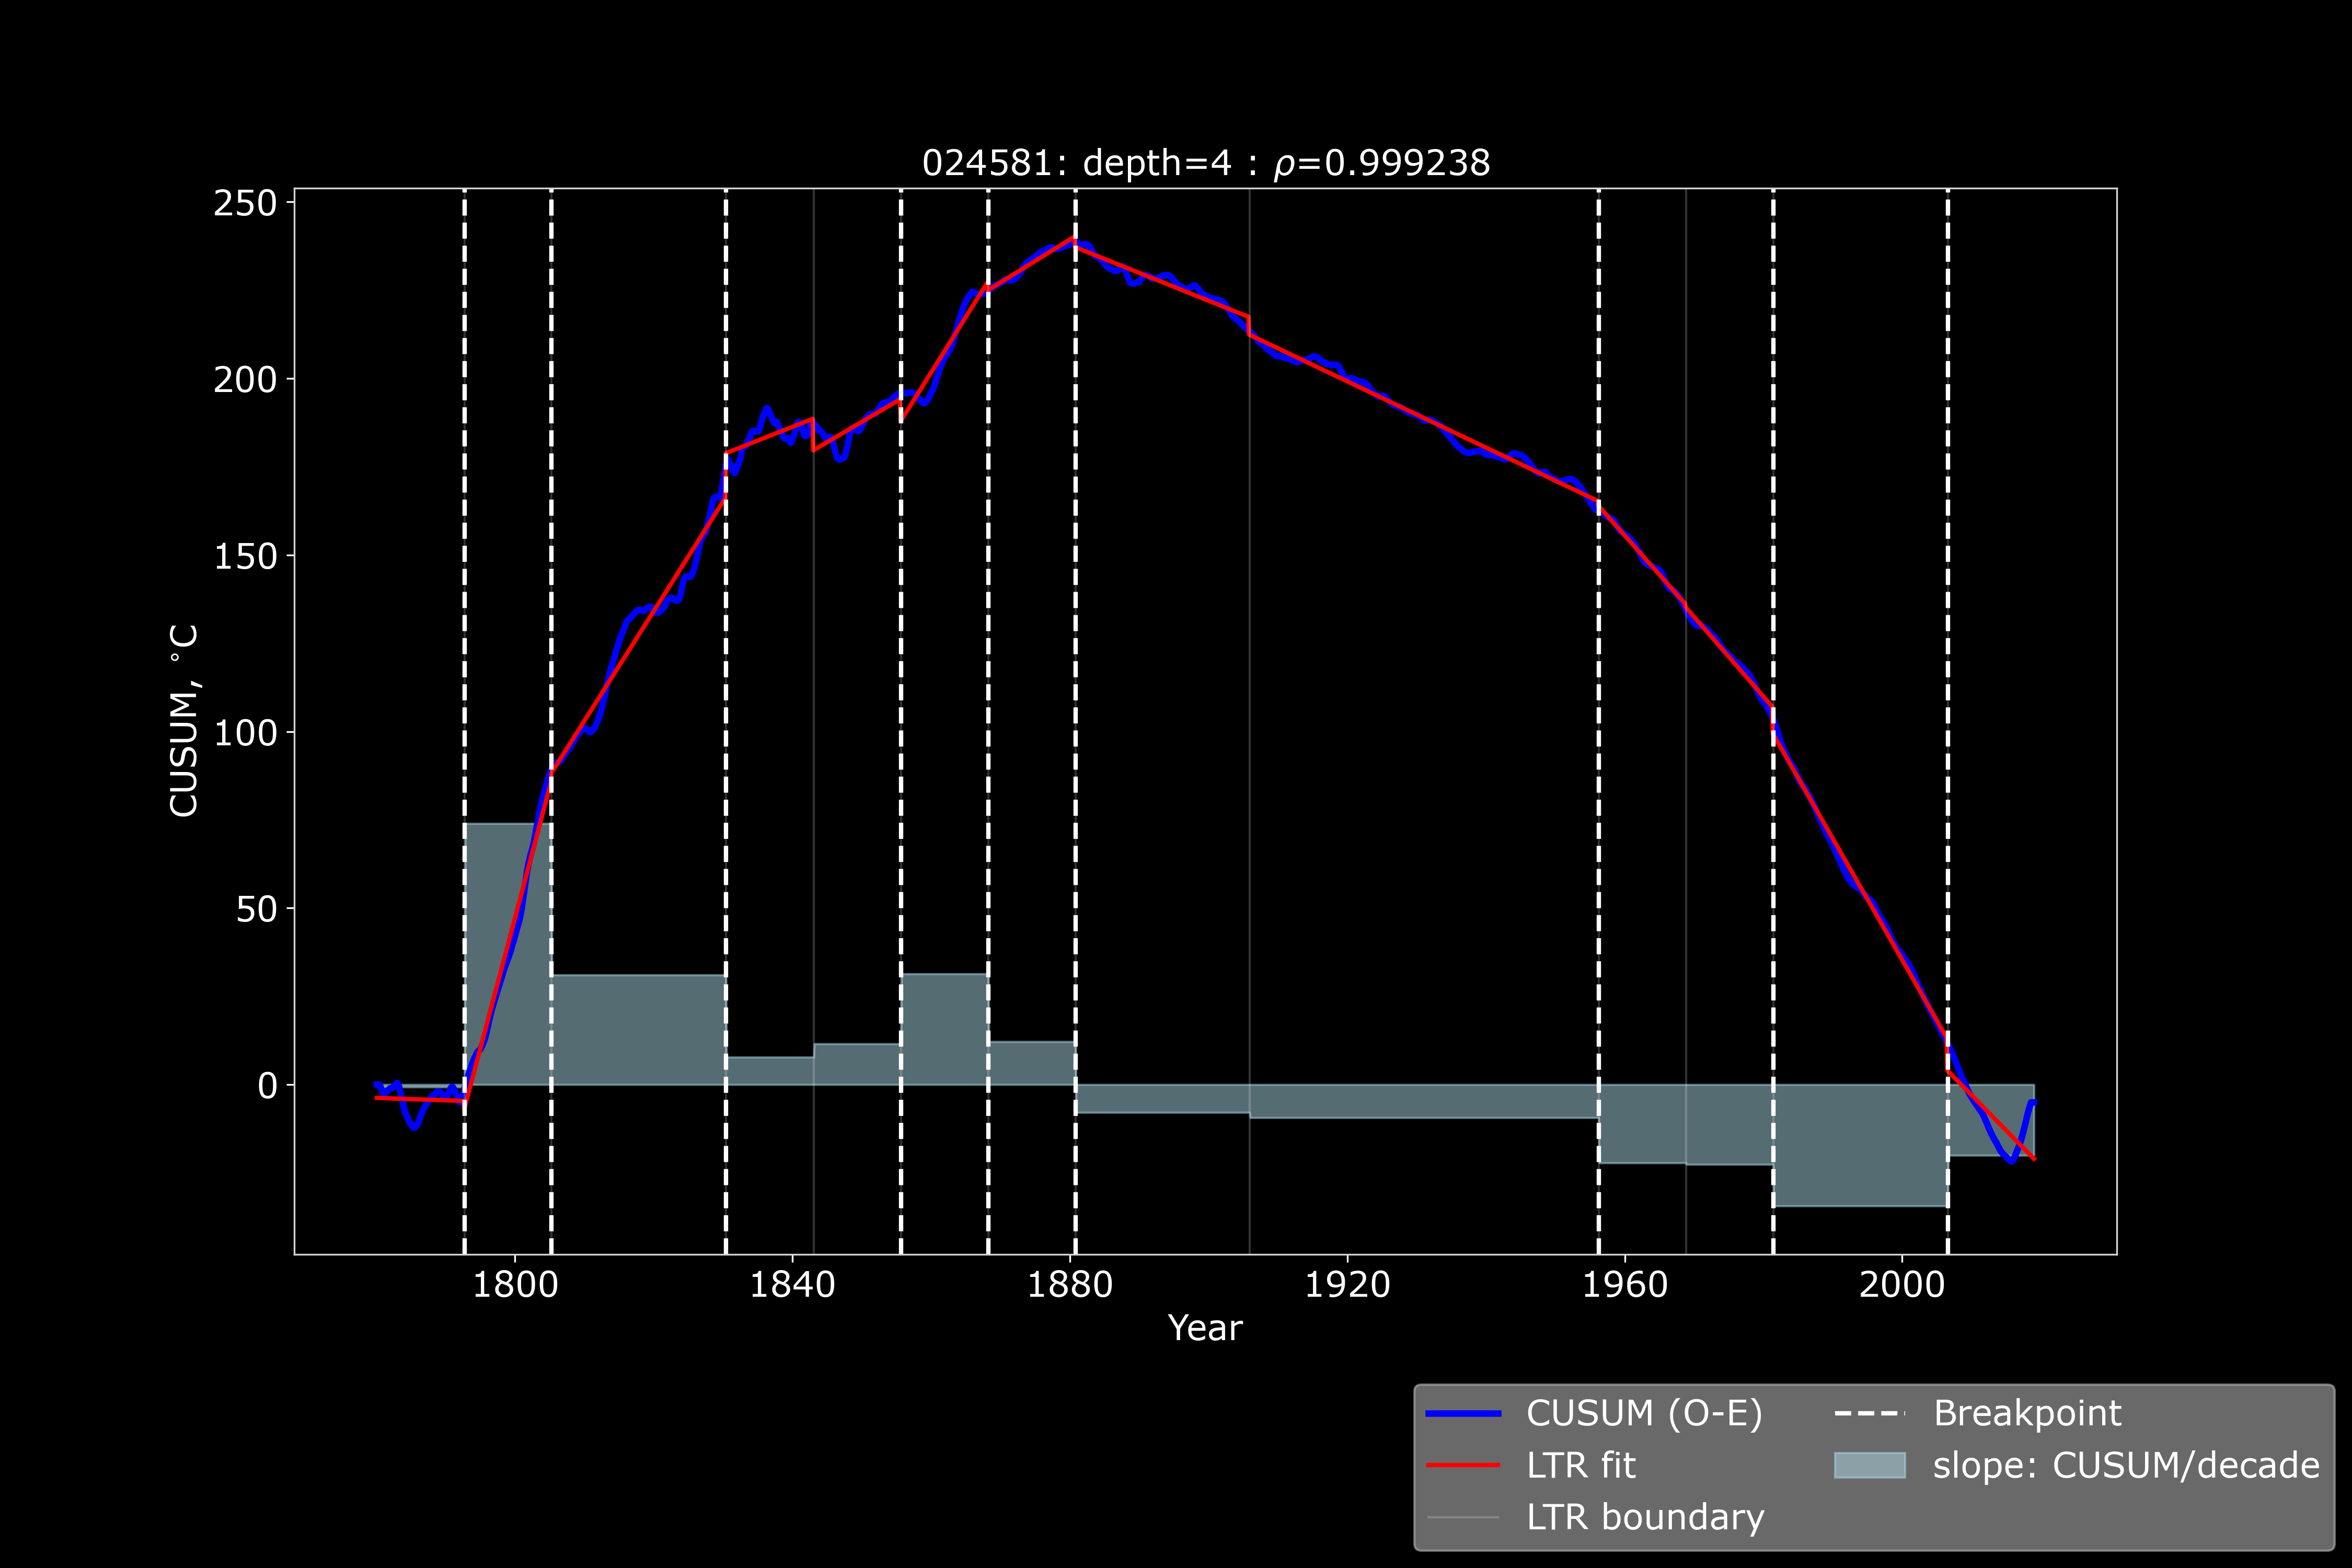 024581: depth=4 : ρ=0.999238
250
200
150
100
50
0
CUSUM, °C
1800 1840 1880 1920 1960 2000
Year
CUSUM (O-E)
LTR fit
LTR boundary
Breakpoint
slope: CUSUM/decade